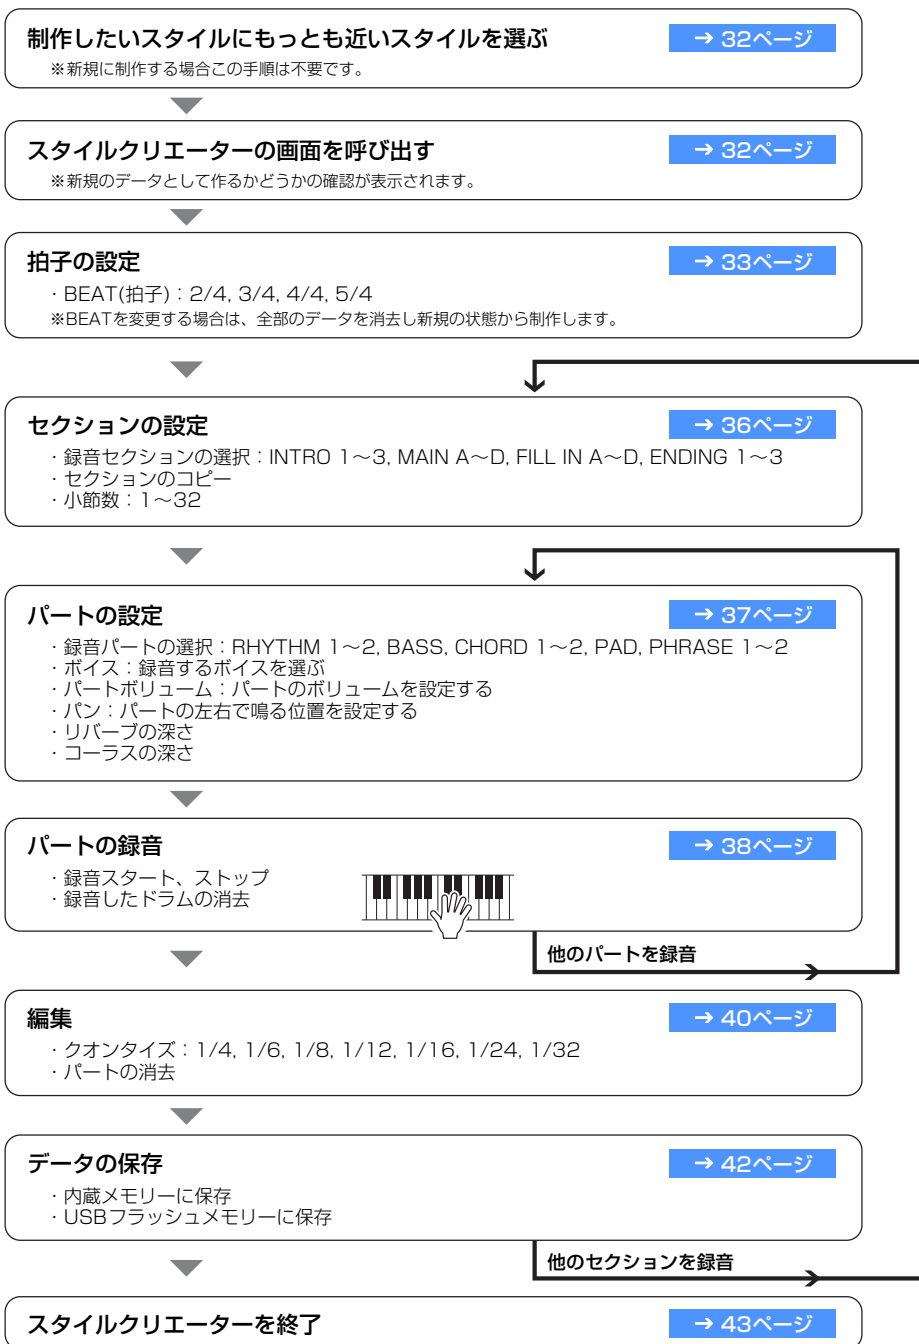 制作したいスタイルにもっとも近いスタイルを選ぶ
→ 32ページ
※新規に制作する場合この手順は不要です。
スタイルクリエーターの画面を呼び出す
→ 32ページ
※新規のデータとして作るかどうかの確認が表示されます。
拍子の設定
→ 33ページ
・BEAT(拍子)：2/4, 3/4, 4/4, 5/4
※BEATを変更する場合は、全部のデータを消去し新規の状態から制作します。
セクションの設定
→ 36ページ
・録音セクションの選択：INTRO 1〜3, MAIN A〜D, FILL IN A〜D, ENDING 1〜3
・セクションのコピー
・小節数：1〜32
パートの設定
→ 37ページ
・録音パートの選択：RHYTHM 1〜2, BASS, CHORD 1〜2, PAD, PHRASE 1〜2
・ボイス：録音するボイスを選ぶ
・パートボリューム：パートのボリュームを設定する
・パン：パートの左右で鳴る位置を設定する
・リバーブの深さ
・コーラスの深さ
パートの録音
→ 38ページ
・録音スタート、ストップ
・録音したドラムの消去
他のパートを録音
編集
→ 40ページ
・クオンタイズ：1/4, 1/6, 1/8, 1/12, 1/16, 1/24, 1/32
・パートの消去
データの保存
→ 42ページ
・内蔵メモリーに保存
・USBフラッシュメモリーに保存
他のセクションを録音
スタイルクリエーターを終了
→ 43ページ